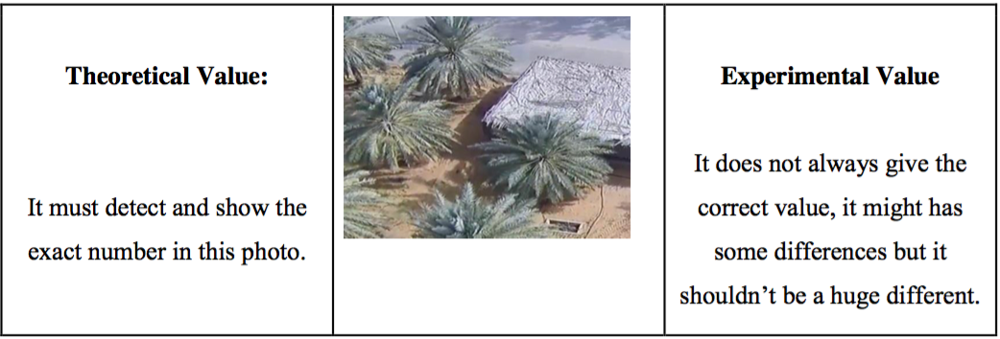 Theoretical Value:
It must detect and show the
exact number in this photo.
Experimental Value
It does not always give the
correct value, it might has
some differences but it
shouldn’t be a huge different.